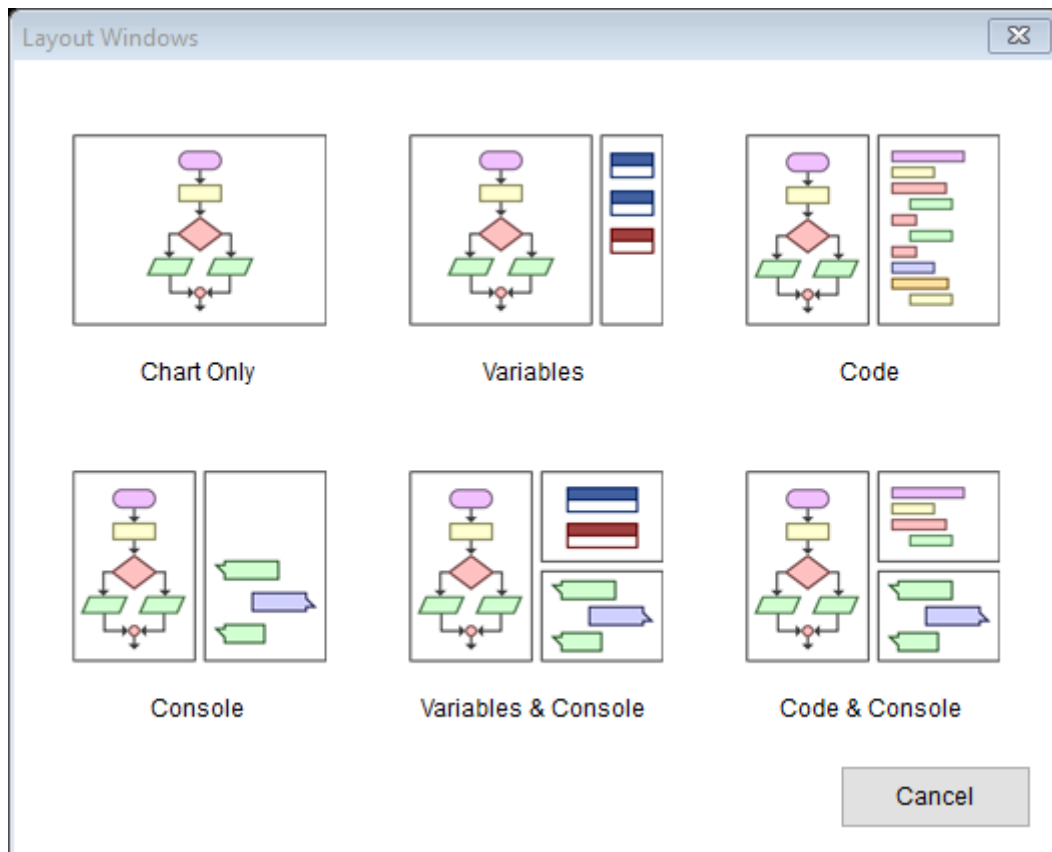 Layout Windows
Chart Only
Variables
Code
Console
Variables & Console
Code & Console
Cancel